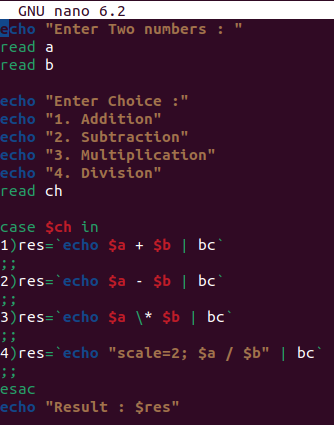 GNU nano 6.2
echo "Enter Two numbers : "
read a
read b
echo "Enter Choice :"
echo "1. Addition"
echo "2. Subtraction"
echo "3. Multiplication"
echo "4. Division"
read ch
case $ch in
1)res=`echo $a + $b | bc`
;;
2)res=`echo $a - $b | bc`
;;
3)res=`echo $a \* $b | bc`
;;
4)res=`echo "scale=2; $a / $b" | bc`
;;
esac
echo "Result : $res"